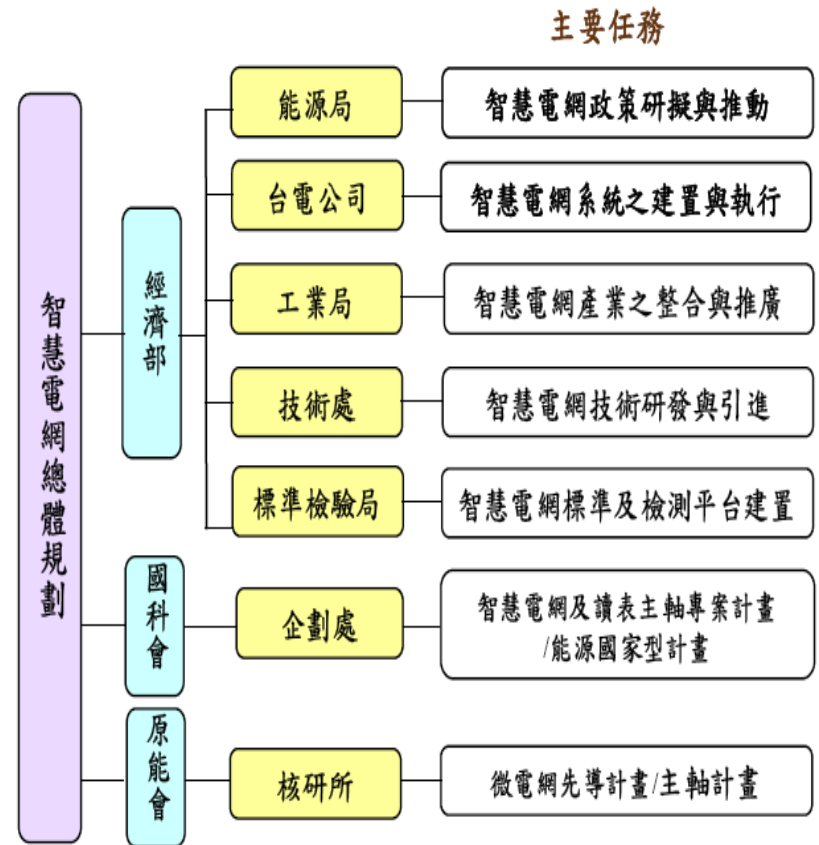 主要任務
智慧電網總體規劃
經濟部
能源局
智慧電網政策研擬與推動
台電公司
智慧電網系統之建置與執行
工業局
智慧電網產業之整合與推廣
技術處
智慧電網技術研發與引進
標準檢驗局
智慧電網標準及檢測平台建置
國科會
企劃處
智慧電網及讀表主軸專案計畫
/能源國家型計畫
原能會
核研所
微電網先導計畫/主軸計畫